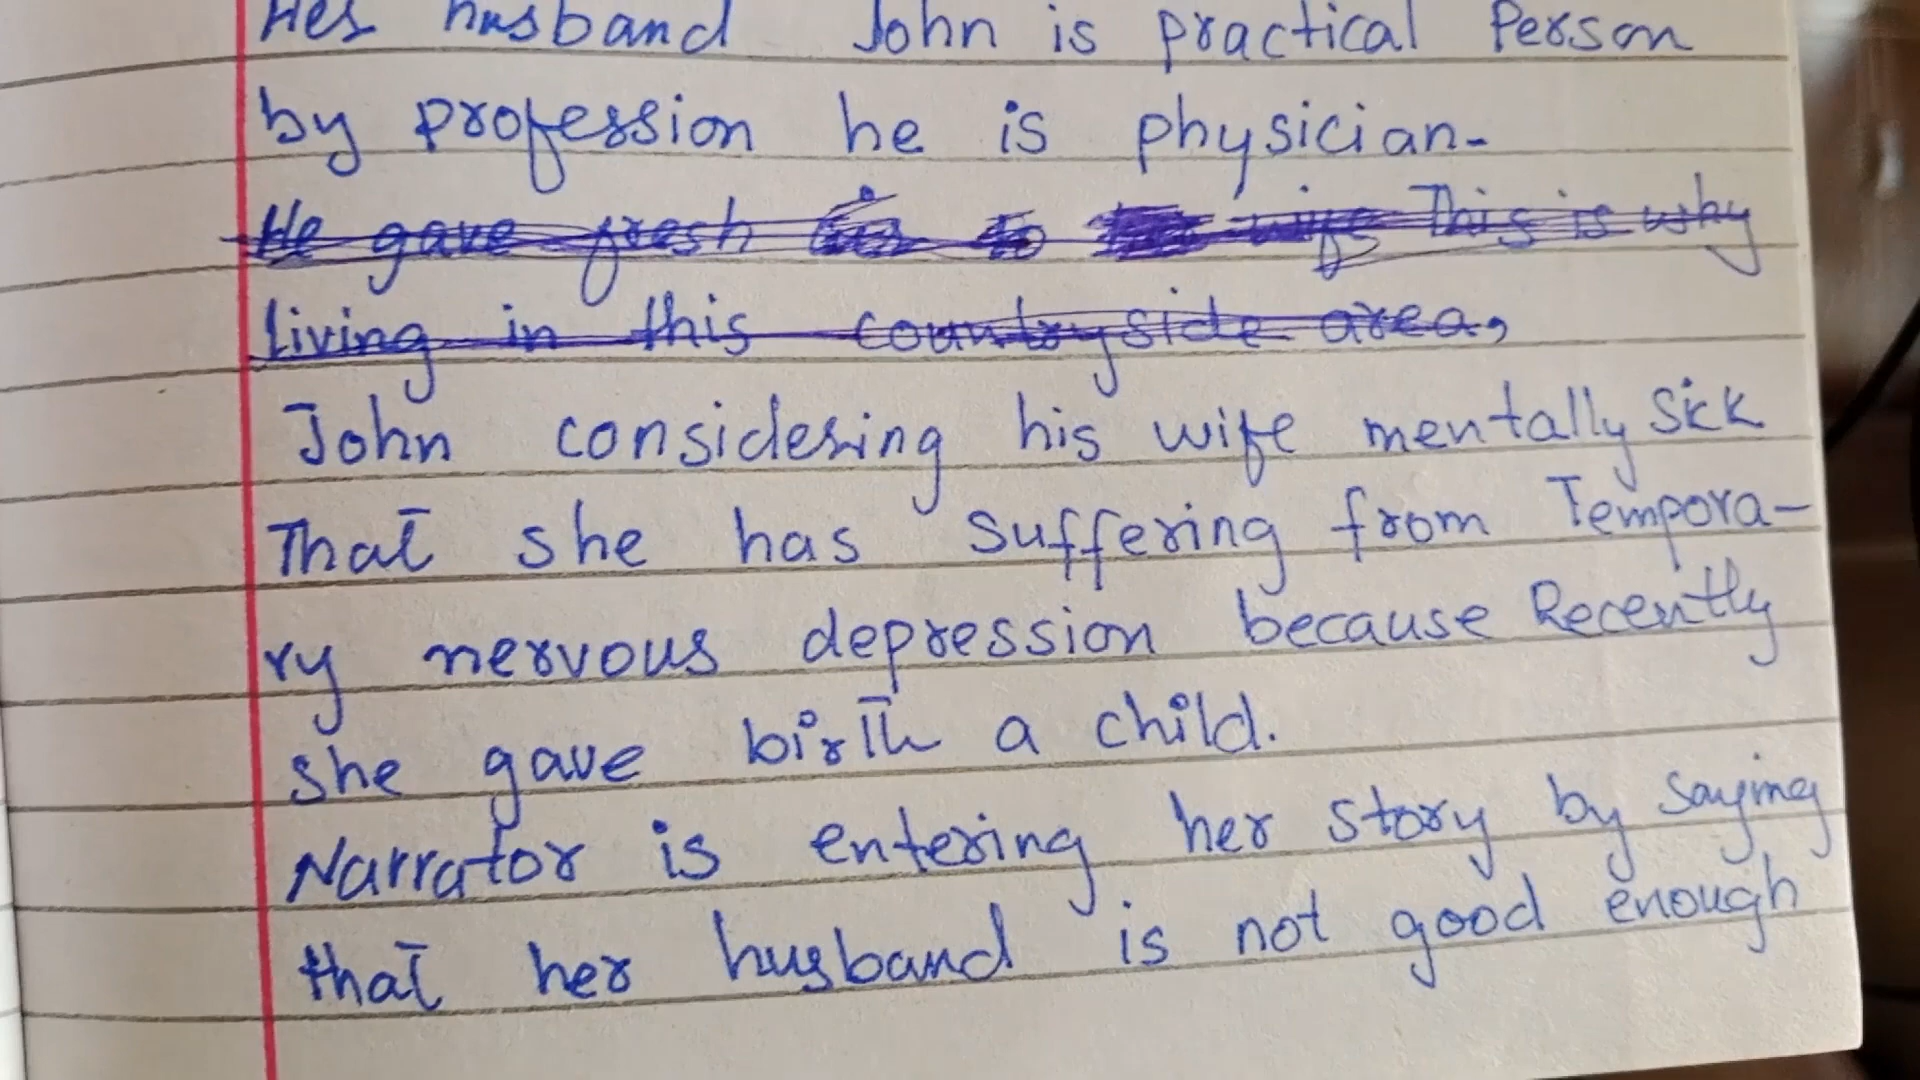 Her husband John is practical Person
by profession he is physician-
He gave fresh to wife This is why
living in this countryside area,
John considering his wife mentally sick
That she has suffering from Tempora-
ry nervous depression because Recently
she gave birth a child.
Narrator is entering her story by saying
that her husband is not good enough